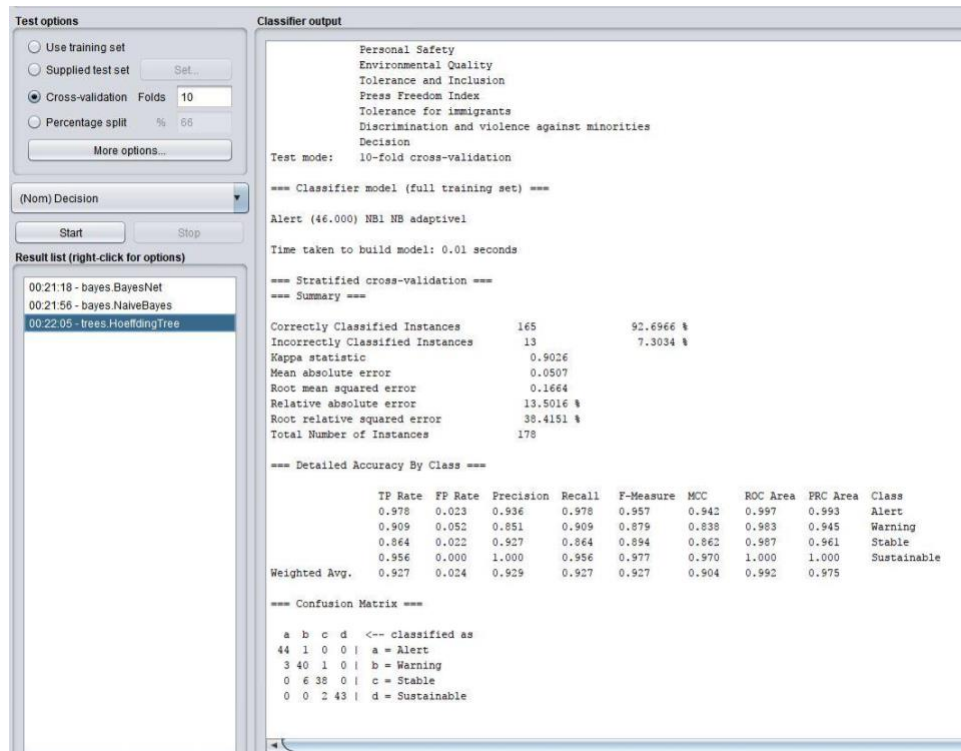 Test options
Use training set
Supplied test set Set...
Cross-validation Folds 10
Percentage split % 66
More options...
(Nom) Decision
Start Stop
Result list (right-click for options)
00:21:18 - bayes.BayesNet
00:21:56 - bayes.NaiveBayes
00:22:05 - trees.HoeffdingTree
Classifier output
Personal Safety
Environmental Quality
Tolerance and Inclusion
Press Freedom Index
Tolerance for immigrants
Discrimination and violence against minorities
Decision
Test mode: 10-fold cross-validation
=== Classifier model (full training set) ===
Alert (46.000) NB1 NB adaptive1
Time taken to build model: 0.01 seconds
=== Stratified cross-validation ===
=== Summary ===
Correctly Classified Instances 165 92.6966 %
Incorrectly Classified Instances 13 7.3034 %
Kappa statistic 0.9026
Mean absolute error 0.0507
Root mean squared error 0.1664
Relative absolute error 13.5016 %
Root relative squared error 38.4151 %
Total Number of Instances 178
=== Detailed Accuracy By Class ===
TP Rate FP Rate Precision Recall F-Measure MCC ROC Area PRC Area Class
0.978 0.023 0.936 0.978 0.957 0.942 0.997 0.993 Alert
0.909 0.052 0.851 0.909 0.879 0.838 0.983 0.945 Warning
0.864 0.022 0.927 0.864 0.894 0.862 0.987 0.961 Stable
0.956 0.000 1.000 0.956 0.977 0.970 1.000 1.000 Sustainable
Weighted Avg. 0.927 0.024 0.929 0.927 0.927 0.904 0.992 0.975
=== Confusion Matrix ===
a b c d <-- classified as
44 1 0 0 | a = Alert
3 40 1 0 | b = Warning
0 6 38 0 | c = Stable
0 0 2 43 | d = Sustainable